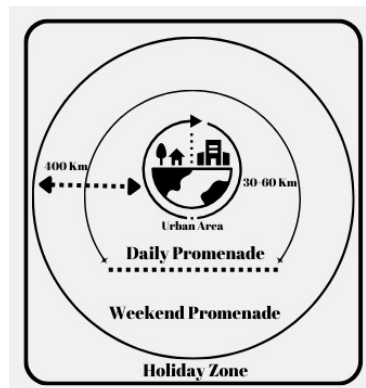 400 Km
30-60 Km
Urban Area
Daily Promenade
Weekend Promenade
Holiday Zone